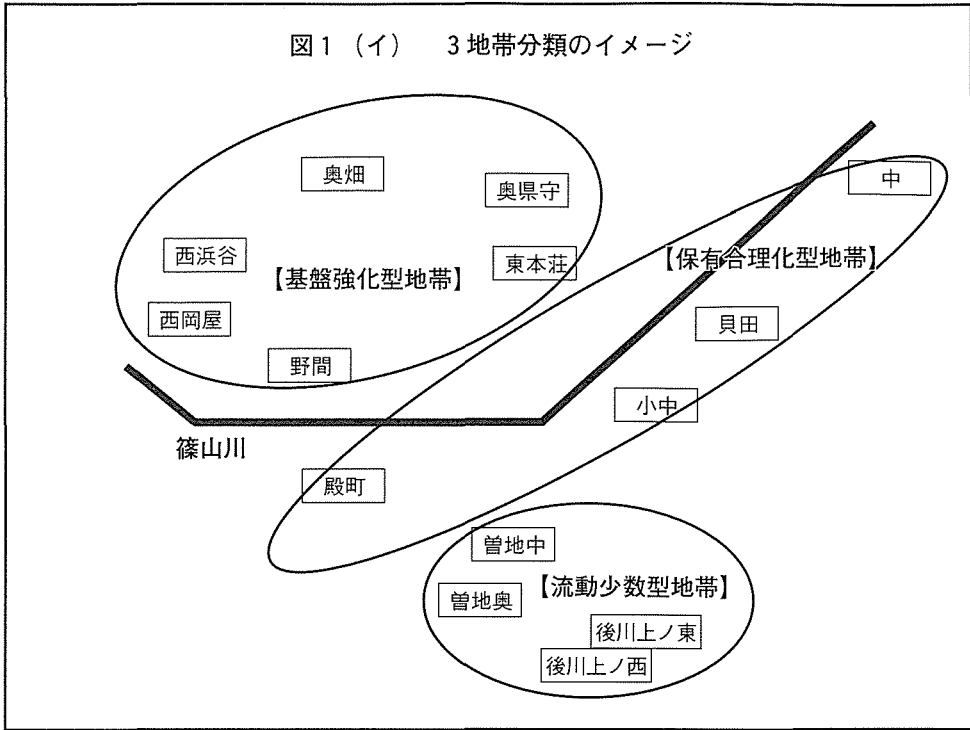 図1（イ）　3地帯分類のイメージ
奥畑
奥県守
中
西浜谷
【基盤強化型地帯】
東本荘
【保有合理化型地帯】
西岡屋
貝田
野間
小中
篠山川
殿町
曽地中
曽地奥
【流動少数型地帯】
後川上ノ東
後川上ノ西